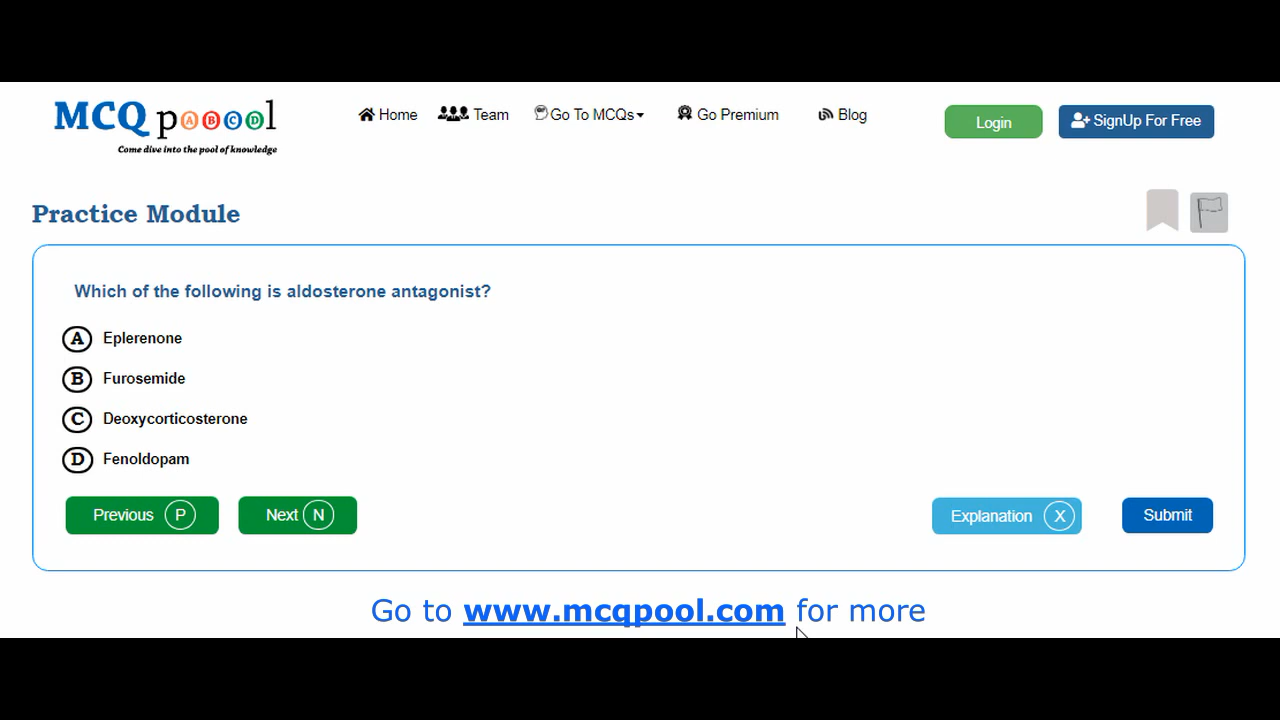 MCQ pABCDl
Come dive into the pool of knowledge
Home Team Go To MCQs Go Premium Blog Login SignUp For Free
Practice Module
Which of the following is aldosterone antagonist?
A Eplerenone
B Furosemide
C Deoxycorticosterone
D Fenoldopam
Previous P Next N Explanation X Submit
Go to www.mcqpool.com for more